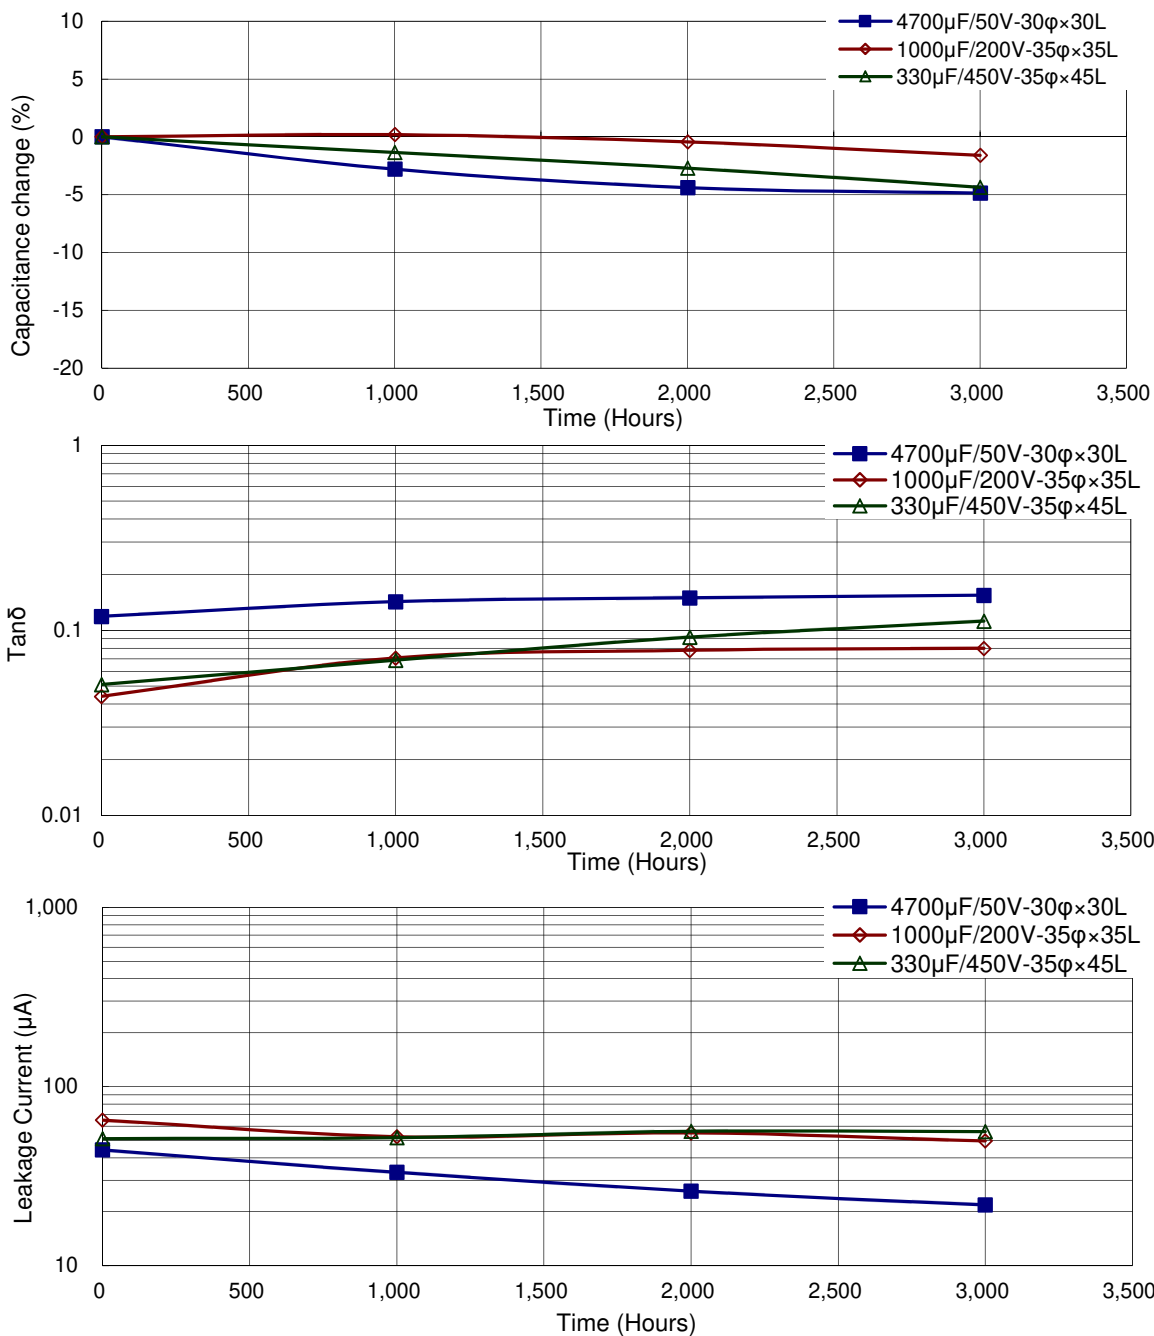 4700µF/50V-30φ×30L
1000µF/200V-35φ×35L
330µF/450V-35φ×45L
Capacitance change (%)
10
5
0
-5
-10
-15
-20
0 500 1,000 1,500 2,000 2,500 3,000 3,500
Time (Hours)
4700µF/50V-30φ×30L
1000µF/200V-35φ×35L
330µF/450V-35φ×45L
Tanδ
1
0.1
0.01
0 500 1,000 1,500 2,000 2,500 3,000 3,500
Time (Hours)
4700µF/50V-30φ×30L
1000µF/200V-35φ×35L
330µF/450V-35φ×45L
Leakage Current (µA)
1,000
100
10
0 500 1,000 1,500 2,000 2,500 3,000 3,500
Time (Hours)